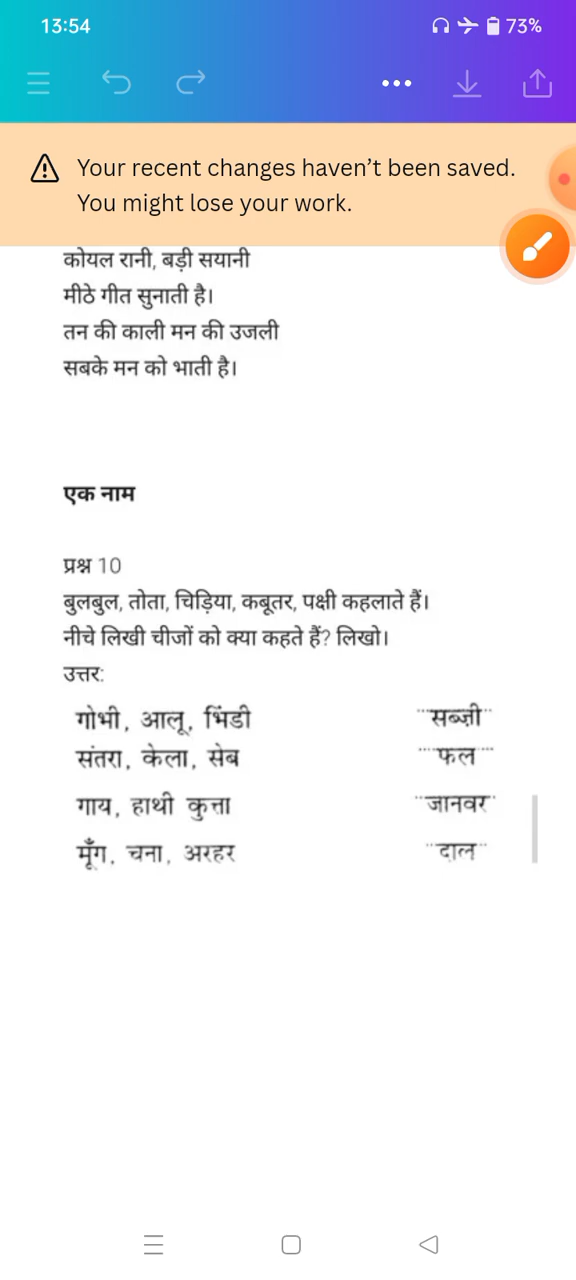 13:54
73%
Your recent changes haven’t been saved.
You might lose your work.
कोयल रानी, बड़ी सयानी
मीठे गीत सुनाती है।
तन की काली मन की उजली
सबके मन को भाती है।
एक नाम
प्रश्न 10
बुलबुल, तोता, चिड़िया, कबूतर, पक्षी कहलाते हैं।
नीचे लिखी चीजों को क्या कहते हैं? लिखो।
उत्तर:
गोभी, आलू, भिंडी सब्ज़ी
संतरा, केला, सेब फल
गाय, हाथी कुत्ता जानवर
मूँग, चना, अरहर दाल